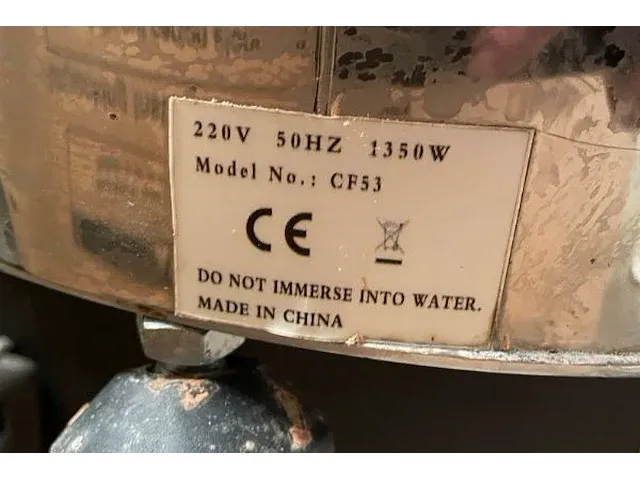 220V 50HZ 1350W
Model No.: CF53
CE
DO NOT IMMERSE INTO WATER.
MADE IN CHINA